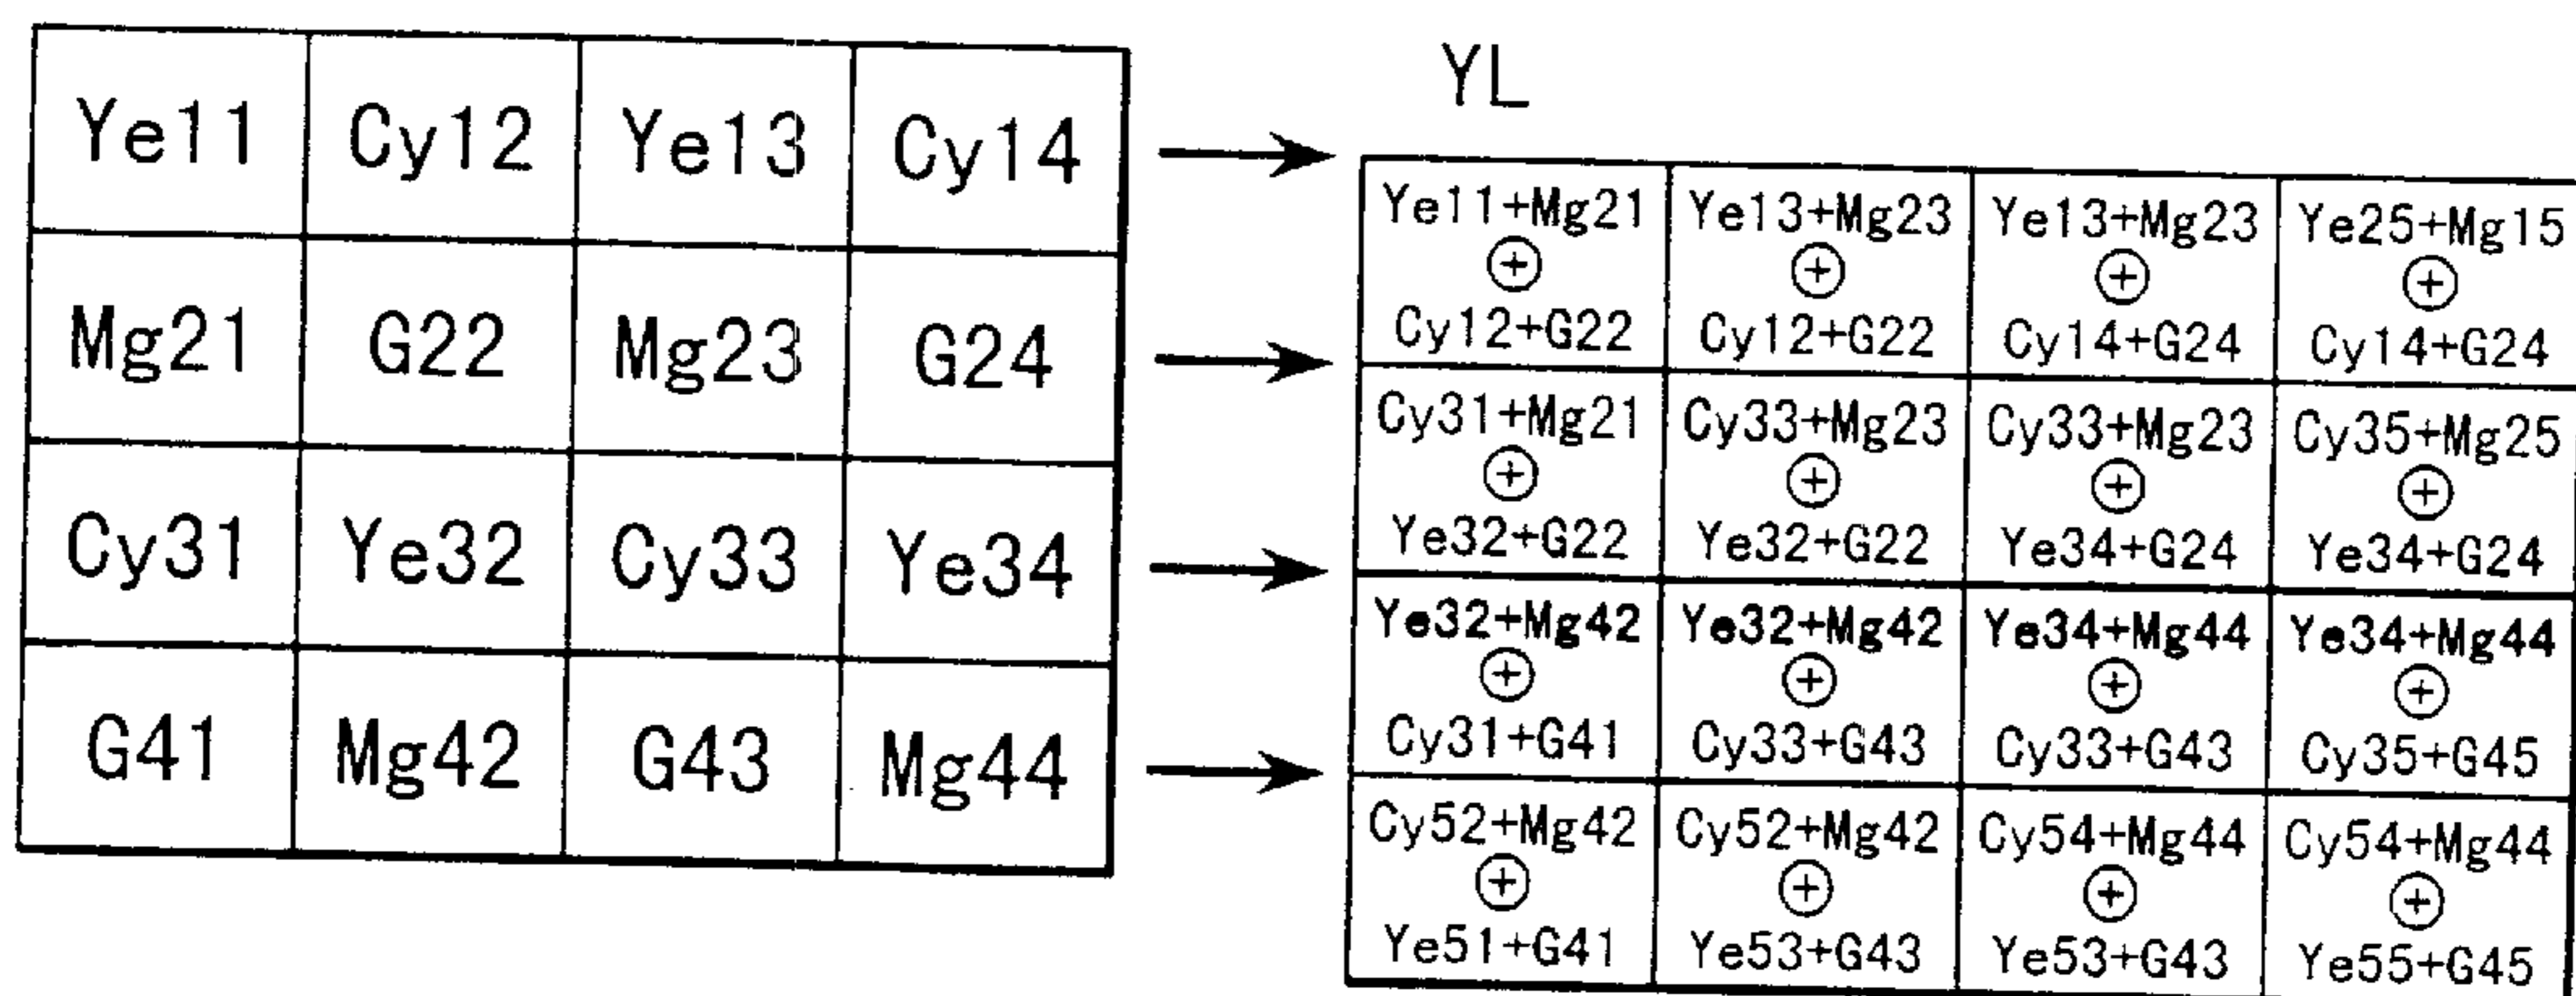 Ye11 Cy12 Ye13 Cy14
Mg21 G22 Mg23 G24
Cy31 Ye32 Cy33 Ye34
G41 Mg42 G43 Mg44
YL
Ye11+Mg21 Ye13+Mg23 Ye13+Mg23 Ye25+Mg15
⊕ ⊕ ⊕ ⊕
Cy12+G22 Cy12+G22 Cy14+G24 Cy14+G24
Cy31+Mg21 Cy33+Mg23 Cy33+Mg23 Cy35+Mg25
⊕ ⊕ ⊕ ⊕
Ye32+G22 Ye32+G22 Ye34+G24 Ye34+G24
Ye32+Mg42 Ye32+Mg42 Ye34+Mg44 Ye34+Mg44
⊕ ⊕ ⊕ ⊕
Cy31+G41 Cy33+G43 Cy33+G43 Cy35+G45
Cy52+Mg42 Cy52+Mg42 Cy54+Mg44 Cy54+Mg44
⊕ ⊕ ⊕ ⊕
Ye51+G41 Ye53+G43 Ye53+G43 Ye55+G45